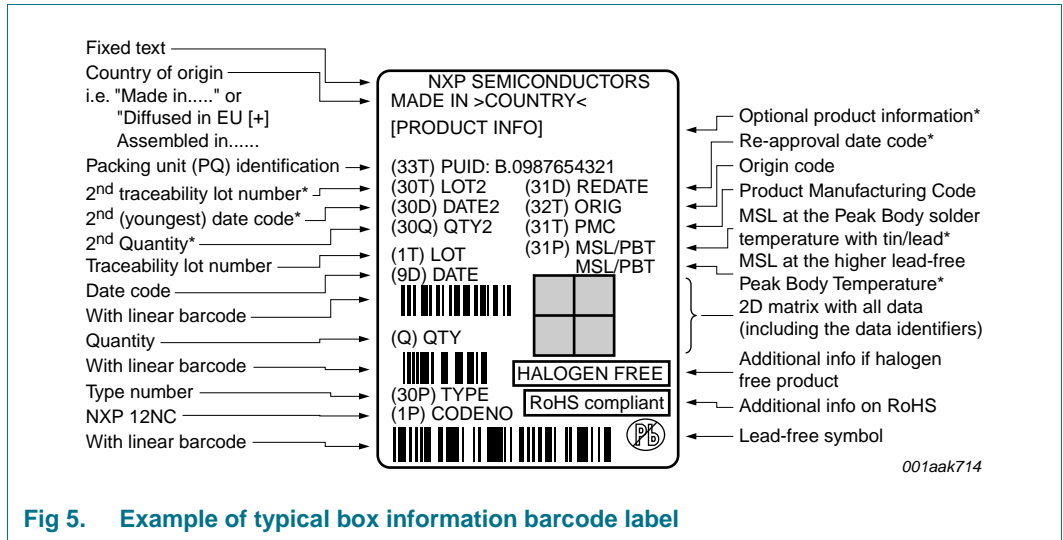 Fixed text
Country of origin
i.e. "Made in....." or
"Diffused in EU [+]
Assembled in......
Packing unit (PQ) identification
2nd traceability lot number*
2nd (youngest) date code*
2nd Quantity*
Traceability lot number
Date code
With linear barcode
Quantity
With linear barcode
Type number
NXP 12NC
With linear barcode
NXP SEMICONDUCTORS
MADE IN >COUNTRY<
[PRODUCT INFO]
(33T) PUID: B.0987654321
(30T) LOT2 (31D) REDATE
(30D) DATE2 (32T) ORIG
(30Q) QTY2 (31T) PMC
(31P) MSL/PBT
(1T) LOT MSL/PBT
(9D) DATE
(Q) QTY
HALOGEN FREE
(30P) TYPE
RoHS compliant
(1P) CODENO
Pb
Optional product information*
Re-approval date code*
Origin code
Product Manufacturing Code
MSL at the Peak Body solder
temperature with tin/lead*
MSL at the higher lead-free
Peak Body Temperature*
2D matrix with all data
(including the data identifiers)
Additional info if halogen
free product
Additional info on RoHS
Lead-free symbol
001aak714
Fig 5. Example of typical box information barcode label